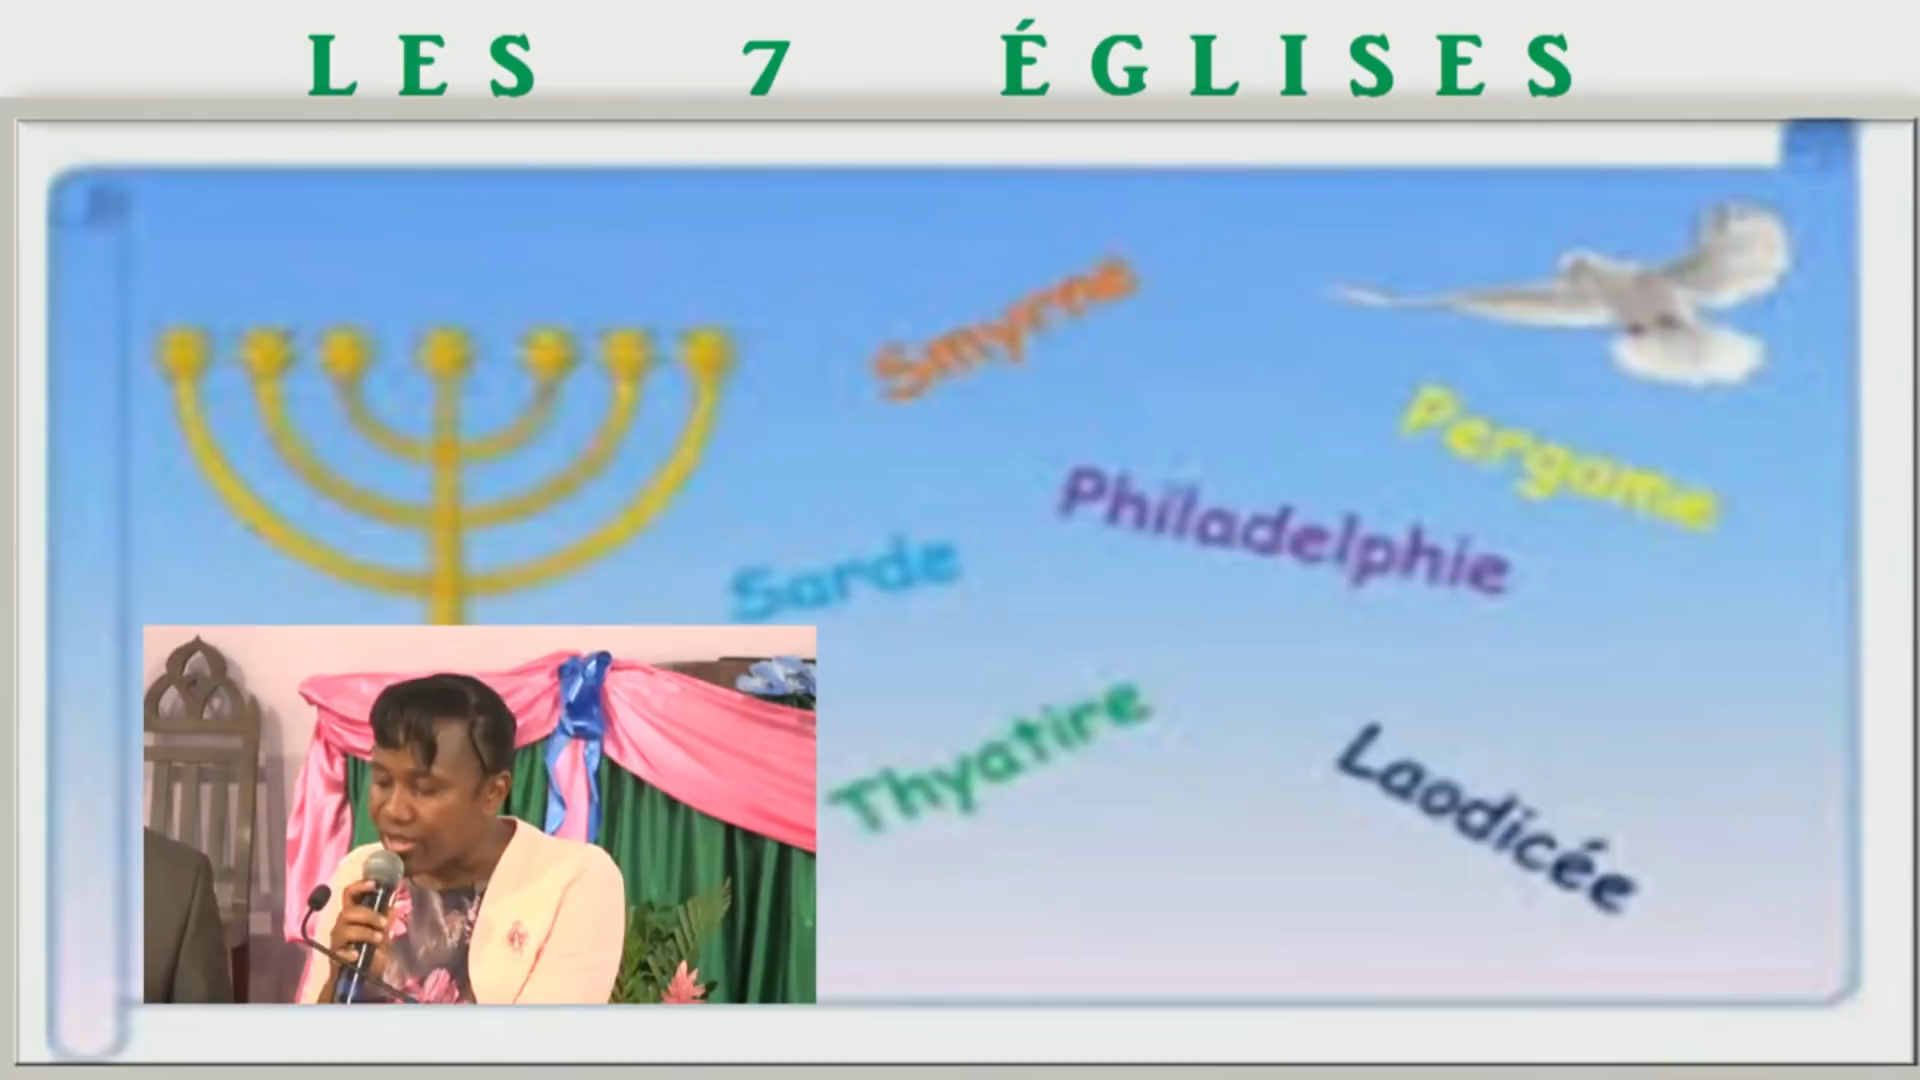 LES 7 ÉGLISES
Smyrne
Pergame
Philadelphie
Sarde
Thyatire
Laodicée